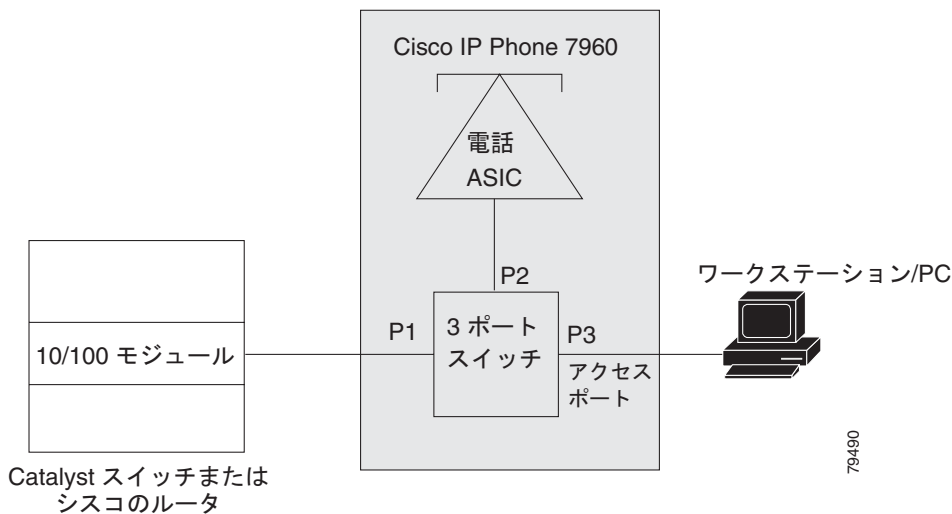 Cisco IP Phone 7960
電話
ASIC
P2
ワークステーション/PC
P1
3 ポート
スイッチ
P3
アクセス
ポート
10/100 モジュール
Catalyst スイッチまたは
シスコのルータ
79490